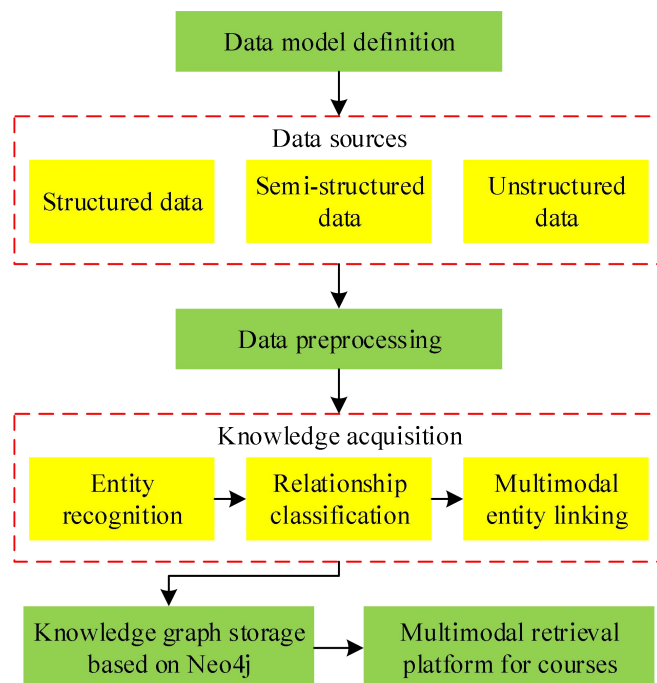 Data model definition
Data sources
Structured data
Semi-structured
data
Unstructured
data
Data preprocessing
Knowledge acquisition
Entity
recognition
Relationship
classification
Multimodal
entity linking
Knowledge graph storage
based on Neo4j
Multimodal retrieval
platform for courses